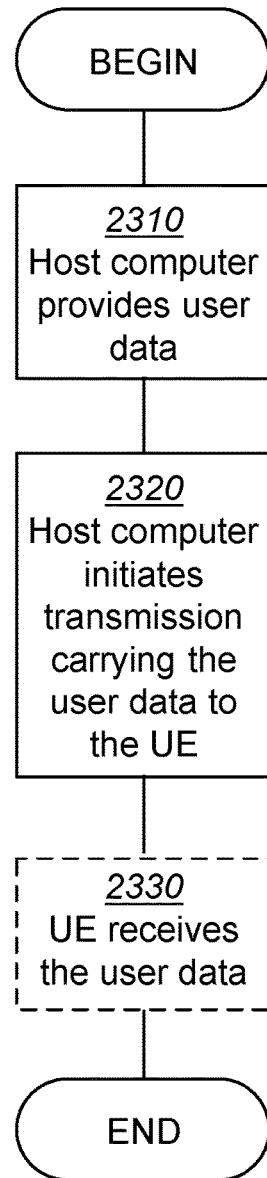 BEGIN
2310
Host computer
provides user
data
2320
Host computer
initiates
transmission
carrying the
user data to
the UE
2330
UE receives
the user data
END